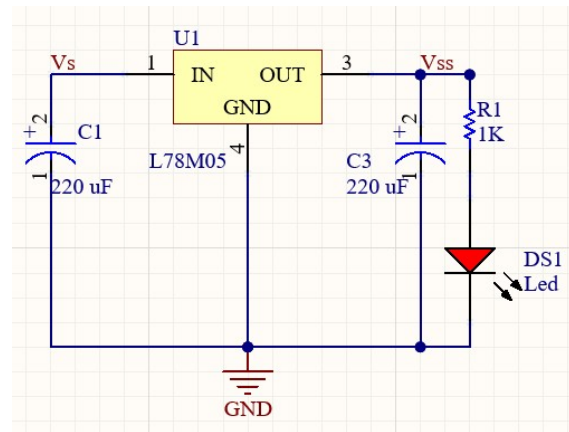 U1
Vs
1
IN
OUT
3
Vss
GND
+
2
C1
1
220 uF
L78M05
4
+
2
C3
1
220 uF
R1
1K
DS1
Led
GND